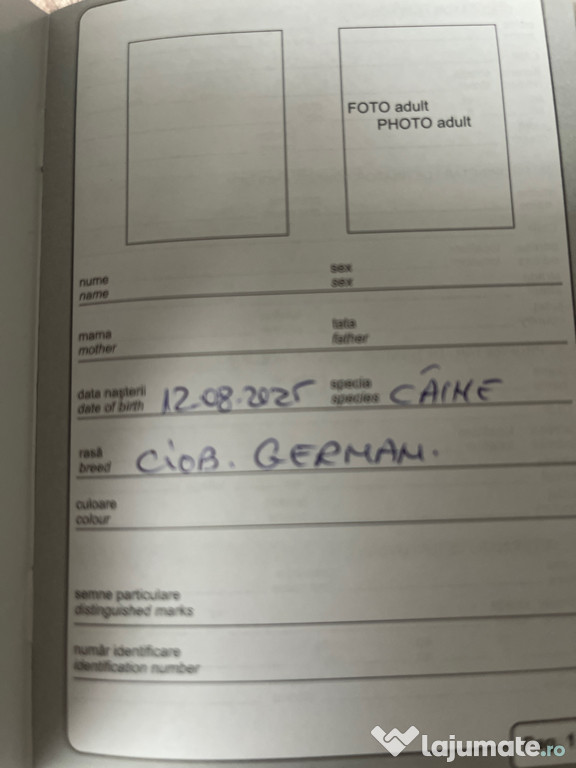 FOTO adult
PHOTO adult
nume sex
name sex
mama tata
mother father
data nașterii 12.08.2025 specia CÂINE
date of birth species
rasă CIOB. GERMAN.
breed
culoare
colour
semne particulare
distinguished marks
număr identificare
identification number
lajumate.ro